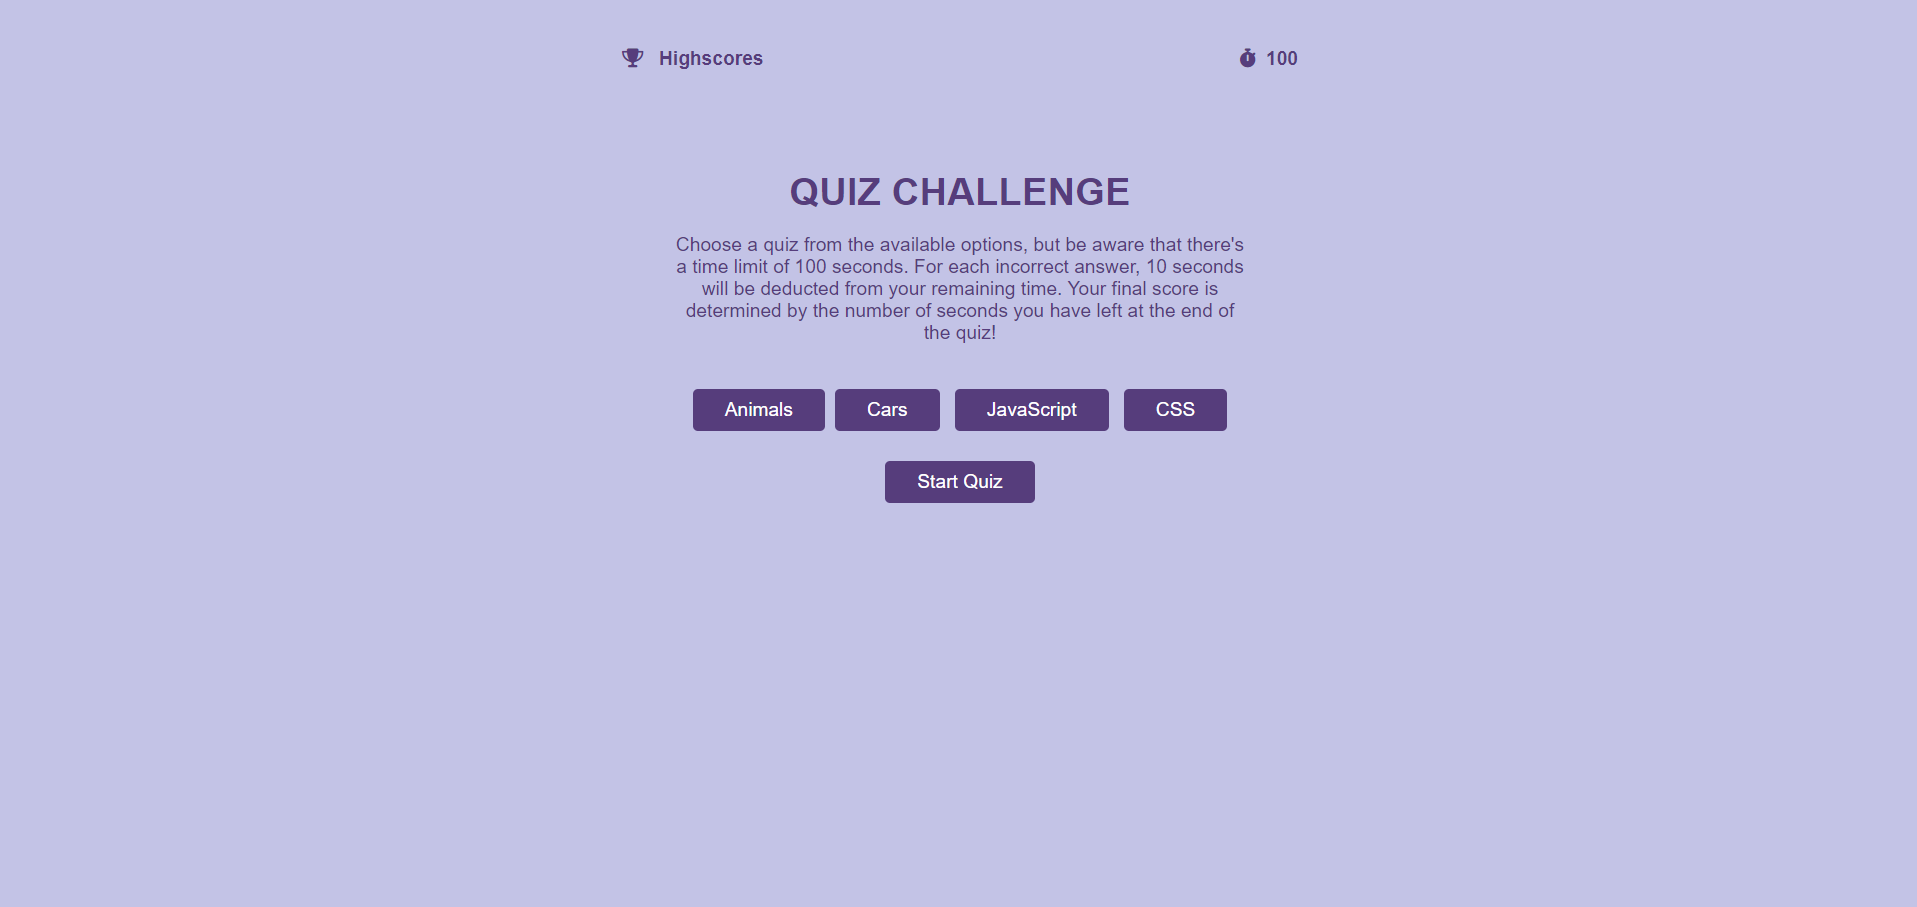 Highscores
100
QUIZ CHALLENGE
Choose a quiz from the available options, but be aware that there's
a time limit of 100 seconds. For each incorrect answer, 10 seconds
will be deducted from your remaining time. Your final score is
determined by the number of seconds you have left at the end of
the quiz!
Animals
Cars
JavaScript
CSS
Start Quiz